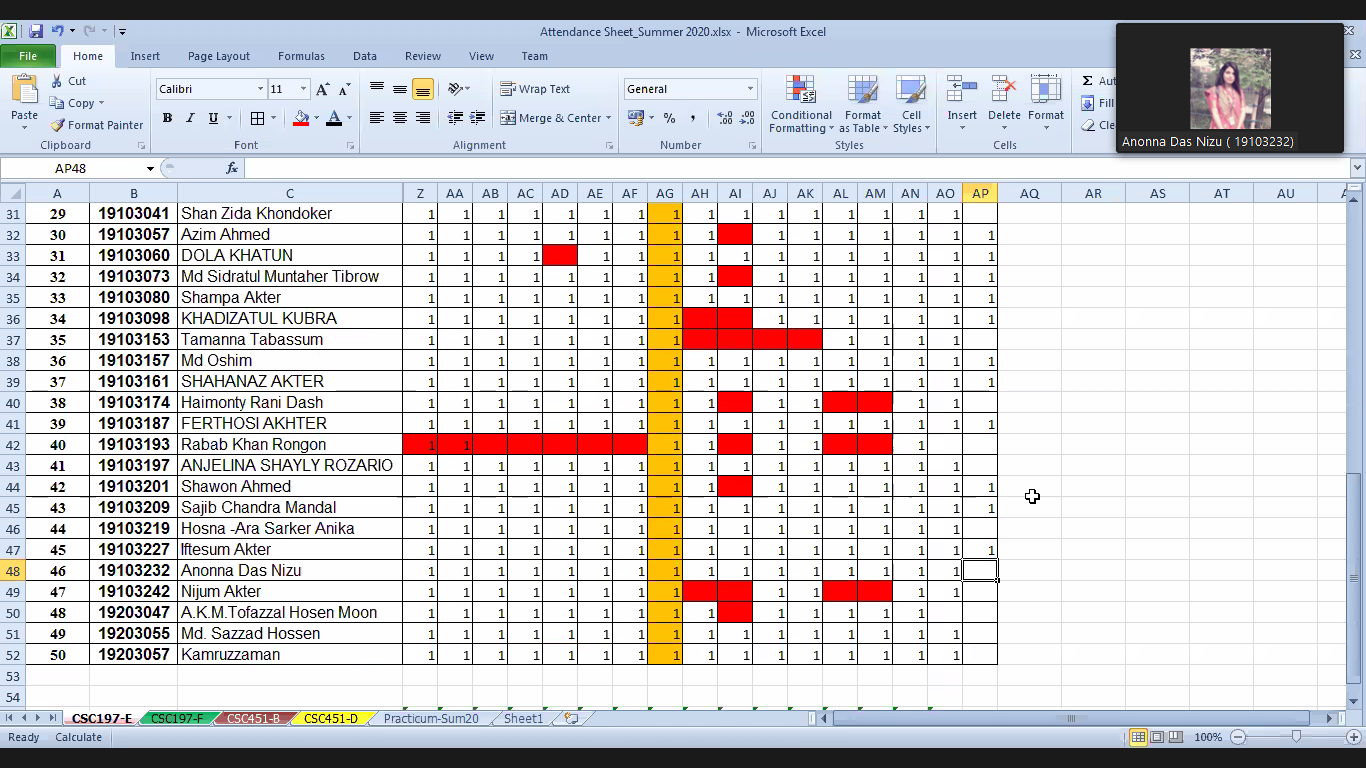 Attendance Sheet_Summer 2020.xlsx - Microsoft Excel
File Home Insert Page Layout Formulas Data Review View Team
Cut
Copy
Format Painter
Paste
Clipboard
Calibri 11
B I U
Font
Wrap Text
Merge & Center
Alignment
General
Number
Conditional Formatting
Format as Table
Cell Styles
Styles
Insert Delete Format
Cells
Anonna Das Nizu ( 19103232)
AP48
A B C Z AA AB AC AD AE AF AG AH AI AJ AK AL AM AN AO AP AQ AR AS AT AU
31 29 19103041 Shan Zida Khondoker 1 1 1 1 1 1 1 1 1 1 1 1 1 1 1 1
32 30 19103057 Azim Ahmed 1 1 1 1 1 1 1 1 1 1 1 1 1 1 1 1
33 31 19103060 DOLA KHATUN 1 1 1 1 1 1 1 1 1 1 1 1 1 1 1 1
34 32 19103073 Md Sidratul Muntaher Tibrow 1 1 1 1 1 1 1 1 1 1 1 1 1 1 1 1
35 33 19103080 Shampa Akter 1 1 1 1 1 1 1 1 1 1 1 1 1 1 1 1 1
36 34 19103098 KHADIZATUL KUBRA 1 1 1 1 1 1 1 1 1 1 1 1 1 1 1
37 35 19103153 Tamanna Tabassum 1 1 1 1 1 1 1 1 1 1 1 1
38 36 19103157 Md Oshim 1 1 1 1 1 1 1 1 1 1 1 1 1 1 1 1 1
39 37 19103161 SHAHANAZ AKTER 1 1 1 1 1 1 1 1 1 1 1 1 1 1 1 1 1
40 38 19103174 Haimonty Rani Dash 1 1 1 1 1 1 1 1 1 1 1 1 1
41 39 19103187 FERTHOSI AKHTER 1 1 1 1 1 1 1 1 1 1 1 1 1 1 1 1 1
42 40 19103193 Rabab Khan Rongon 1 1 1 1 1 1 1
43 41 19103197 ANJELINA SHAYLY ROZARIO 1 1 1 1 1 1 1 1 1 1 1 1 1 1 1 1
44 42 19103201 Shawon Ahmed 1 1 1 1 1 1 1 1 1 1 1 1 1 1 1 1
45 43 19103209 Sajib Chandra Mandal 1 1 1 1 1 1 1 1 1 1 1 1 1 1 1 1 1
46 44 19103219 Hosna -Ara Sarker Anika 1 1 1 1 1 1 1 1 1 1 1 1 1 1 1 1
47 45 19103227 Iftesum Akter 1 1 1 1 1 1 1 1 1 1 1 1 1 1 1 1 1
48 46 19103232 Anonna Das Nizu 1 1 1 1 1 1 1 1 1 1 1 1 1 1 1 1
49 47 19103242 Nijum Akter 1 1 1 1 1 1 1 1 1 1 1 1
50 48 19203047 A.K.M.Tofazzal Hosen Moon 1 1 1 1 1 1 1 1 1 1 1 1 1 1
51 49 19203055 Md. Sazzad Hossen 1 1 1 1 1 1 1 1 1 1 1 1 1 1 1 1
52 50 19203057 Kamruzzaman 1 1 1 1 1 1 1 1 1 1 1 1 1 1 1 1
53
54
CSC197-E CSC197-F CSC451-B CSC451-D Practicum-Sum20 Sheet1
Ready Calculate 100%